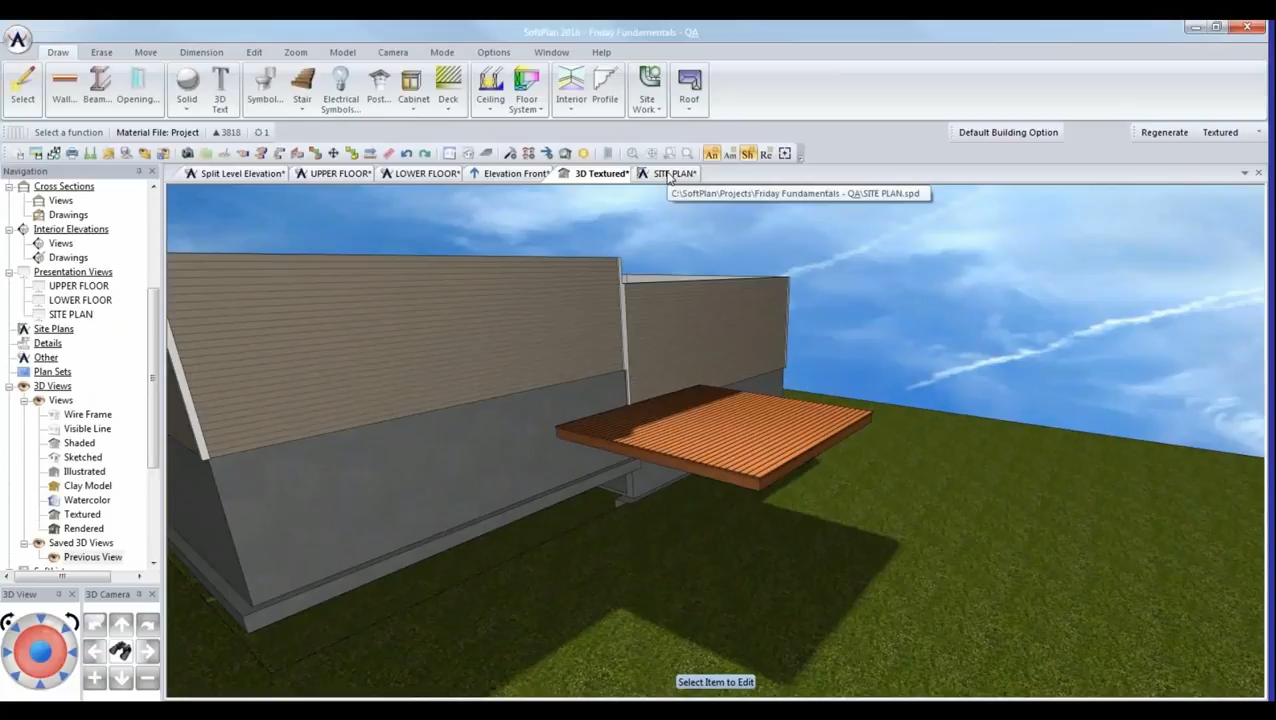 SoftPlan 2016 - Friday Fundamentals - QA
Draw Erase Move Dimension Edit Zoom Model Camera Mode Options Window Help
Select Wall... Beam... Opening... Solid 3D Text Symbol... Stair Electrical Symbols... Post... Cabinet Deck Ceiling Floor System Interior Profile Site Work Roof
Select a function Material File: Project 3818 1 Default Building Option Regenerate Textured
An Am Sh Re
Navigation
Split Level Elevation* UPPER FLOOR* LOWER FLOOR* Elevation Front* 3D Textured* SITE PLAN*
C:\SoftPlan\Projects\Friday Fundamentals - QA\SITE PLAN.spd
Cross Sections
Views
Drawings
Interior Elevations
Views
Drawings
Presentation Views
UPPER FLOOR
LOWER FLOOR
SITE PLAN
Site Plans
Details
Other
Plan Sets
3D Views
Views
Wire Frame
Visible Line
Shaded
Sketched
Illustrated
Clay Model
Watercolor
Textured
Rendered
Saved 3D Views
Previous View
3D View 3D Camera
Select Item to Edit